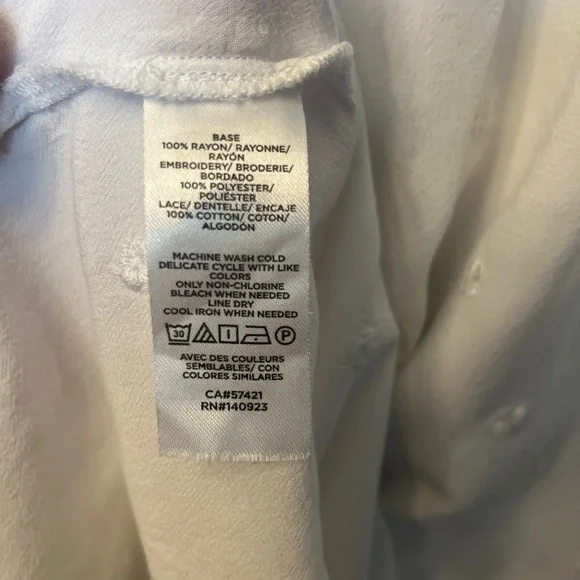 BASE
100% RAYON/ RAYONNE/
RAYÓN
EMBROIDERY/ BRODERIE/
BORDADO
100% POLYESTER/
POLIÉSTER
LACE/ DENTELLE/ ENCAJE
100% COTTON/ COTON/
ALGODÓN
MACHINE WASH COLD
DELICATE CYCLE WITH LIKE
COLORS
ONLY NON-CHLORINE
BLEACH WHEN NEEDED
LINE DRY
COOL IRON WHEN NEEDED
30 P
AVEC DES COULEURS
SEMBLABLES/ CON
COLORES SIMILARES
CA#57421
RN#140923